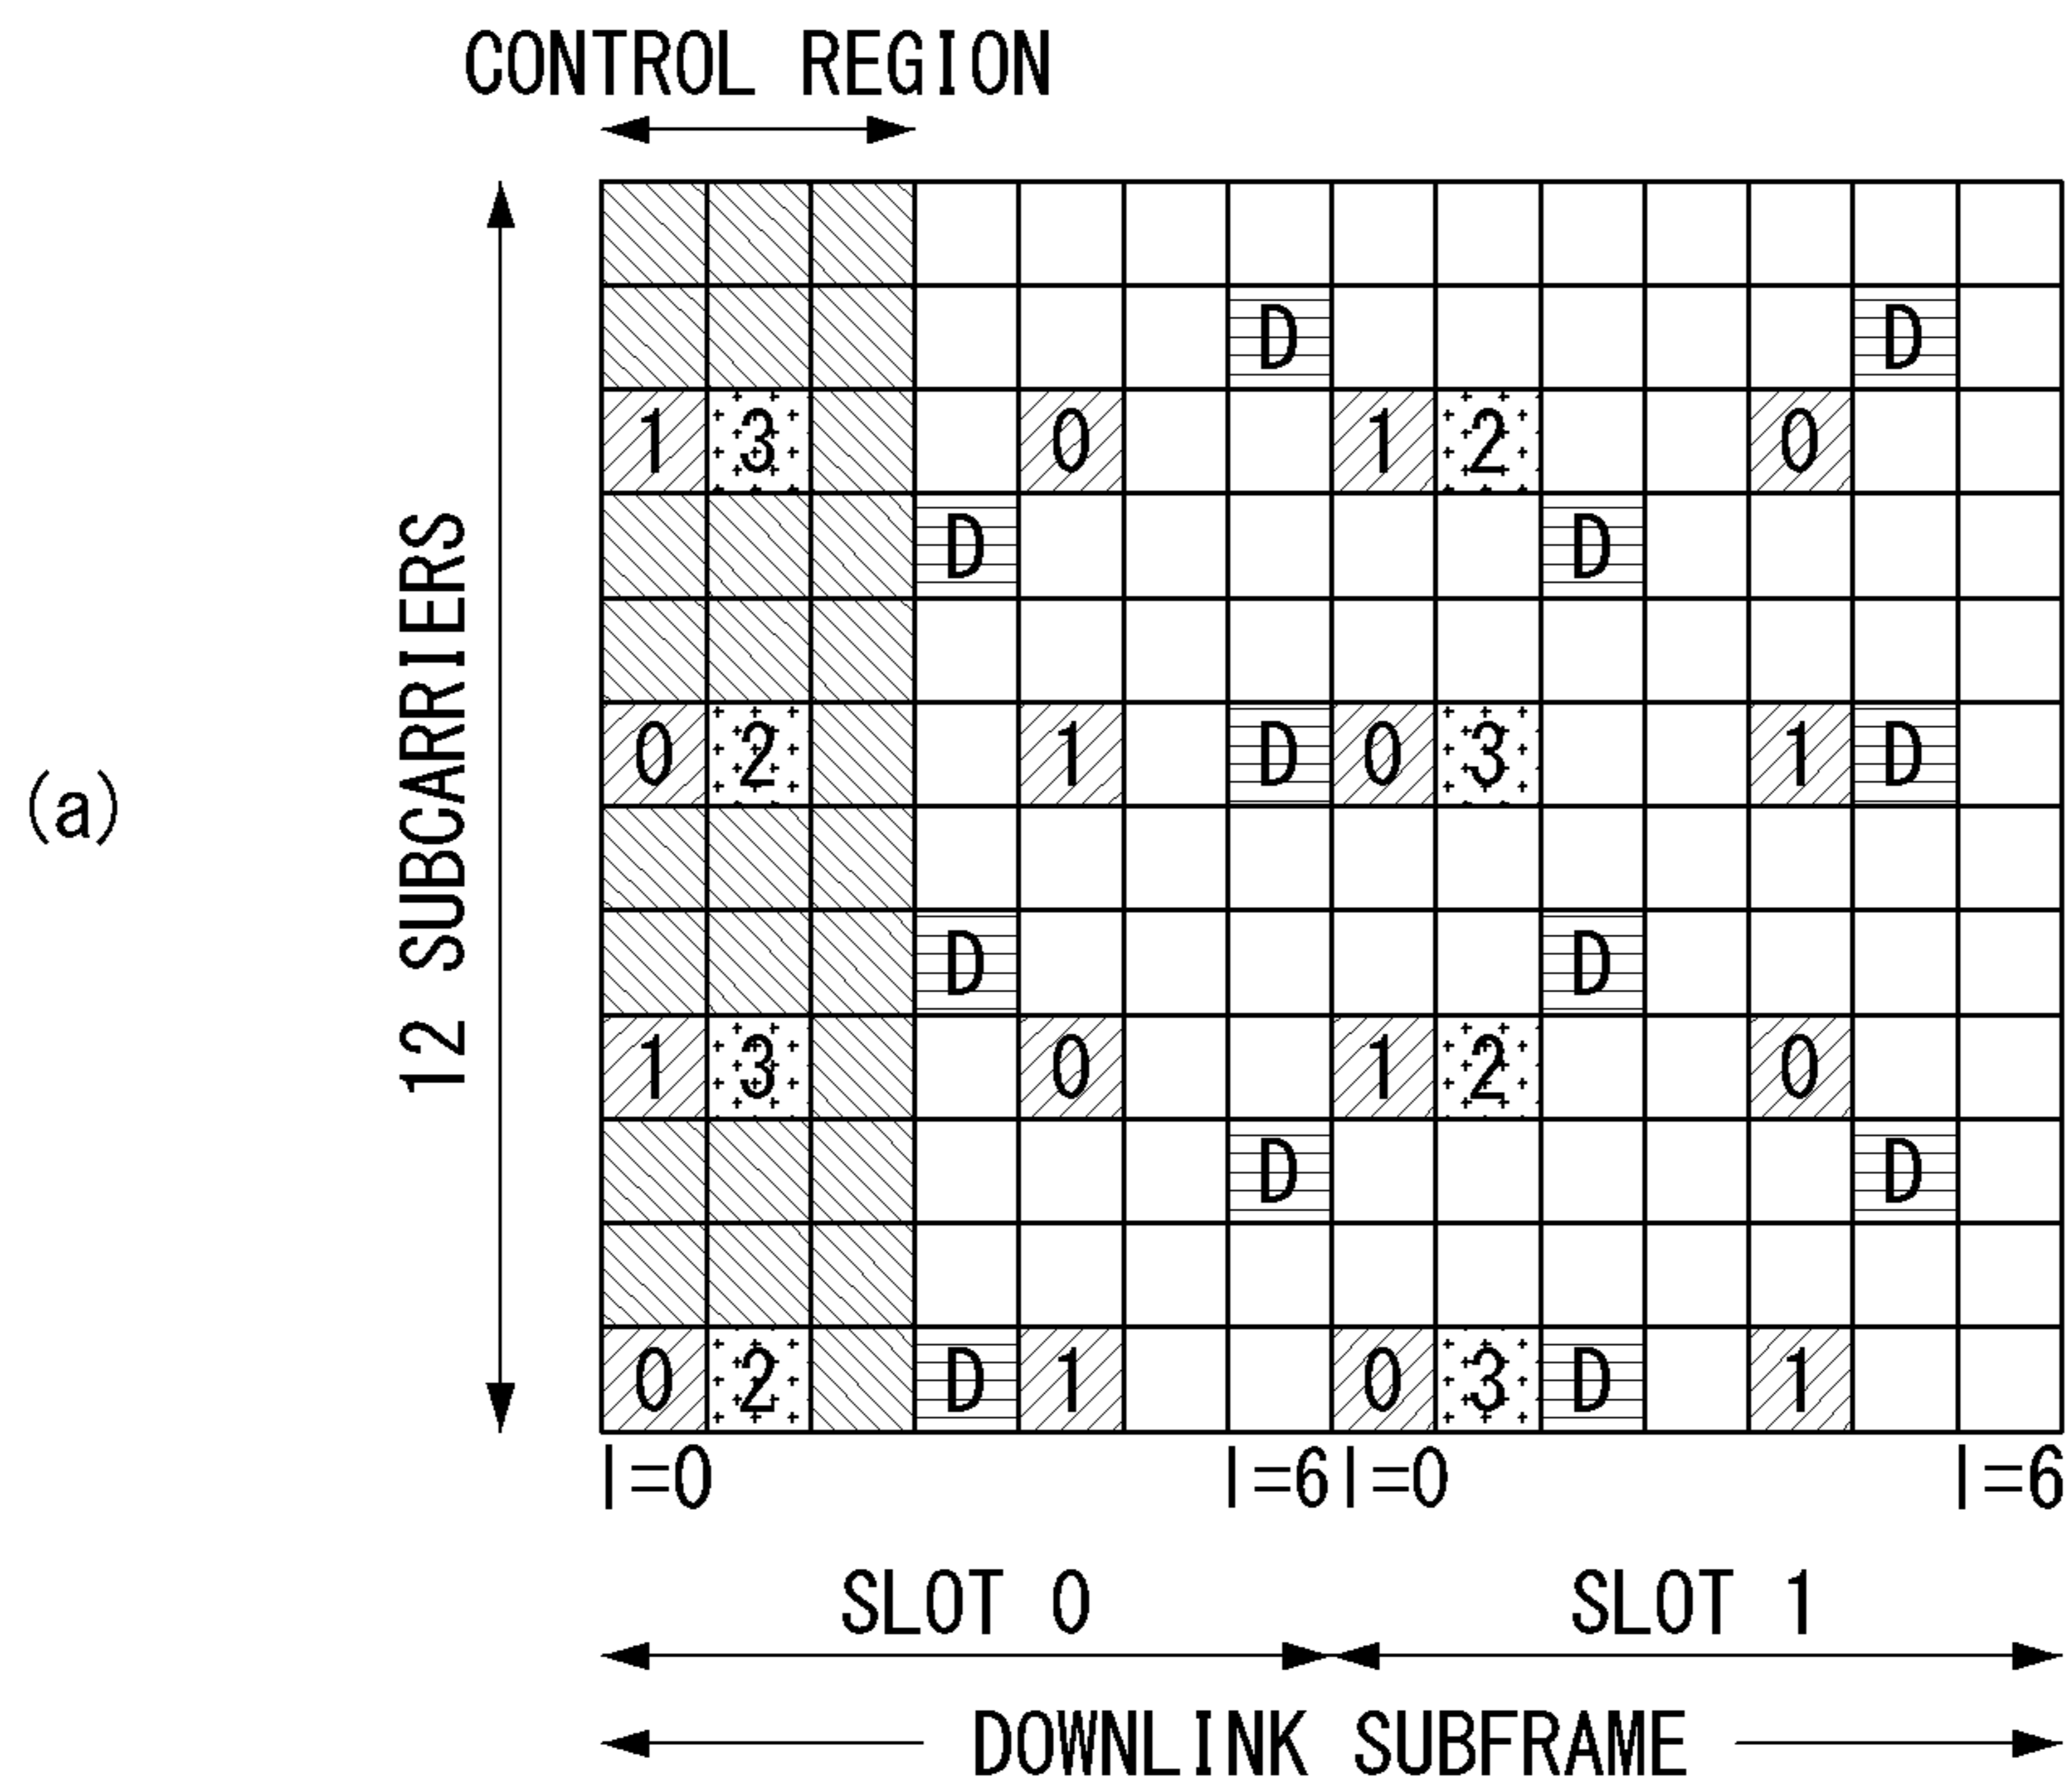 CONTROL REGION
D D
1 3 0 1 2 0
D D
0 2 1 D 0 3 1 D
(a)
12 SUBCARRIERS
D D
1 3 0 1 2 0
D D
0 2 D 1 0 3 D 1
l=0 l=6 l=0 l=6
SLOT 0 SLOT 1
DOWNLINK SUBFRAME